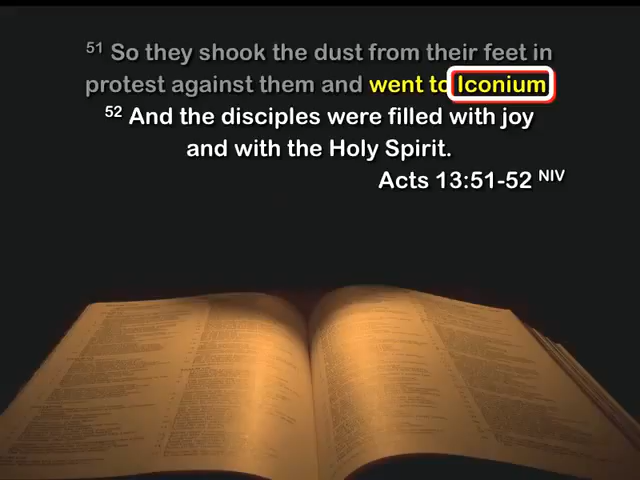 51 So they shook the dust from their feet in
protest against them and went to Iconium
52 And the disciples were filled with joy
and with the Holy Spirit.
Acts 13:51-52 NIV